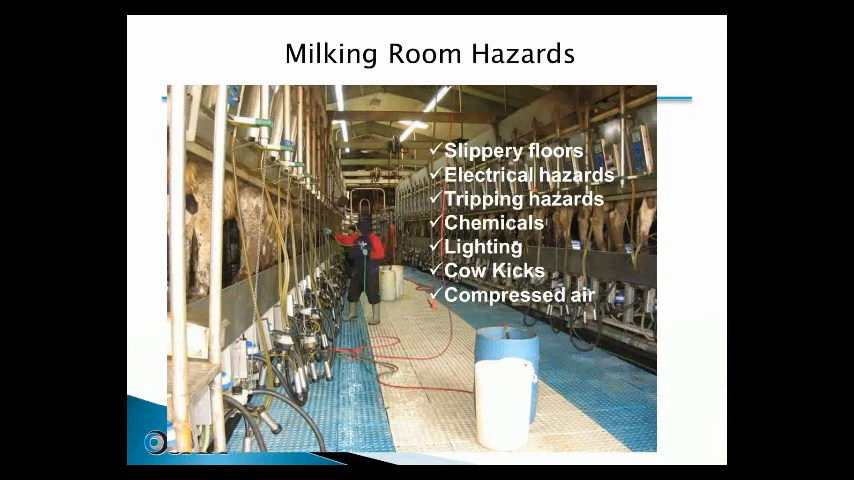 Milking Room Hazards
✓Slippery floors
✓Electrical hazards
✓Tripping hazards
✓Chemicals
✓Lighting
✓Cow Kicks
✓Compressed air